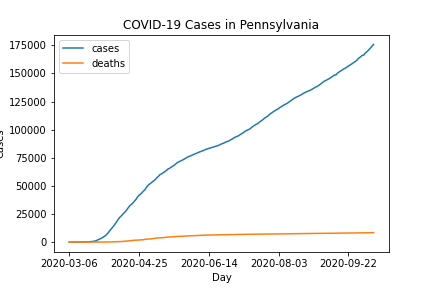 COVID-19 Cases in Pennsylvania
cases
deaths
175000
150000
125000
100000
75000
50000
25000
0
cases
2020-03-06 2020-04-25 2020-06-14 2020-08-03 2020-09-22
Day